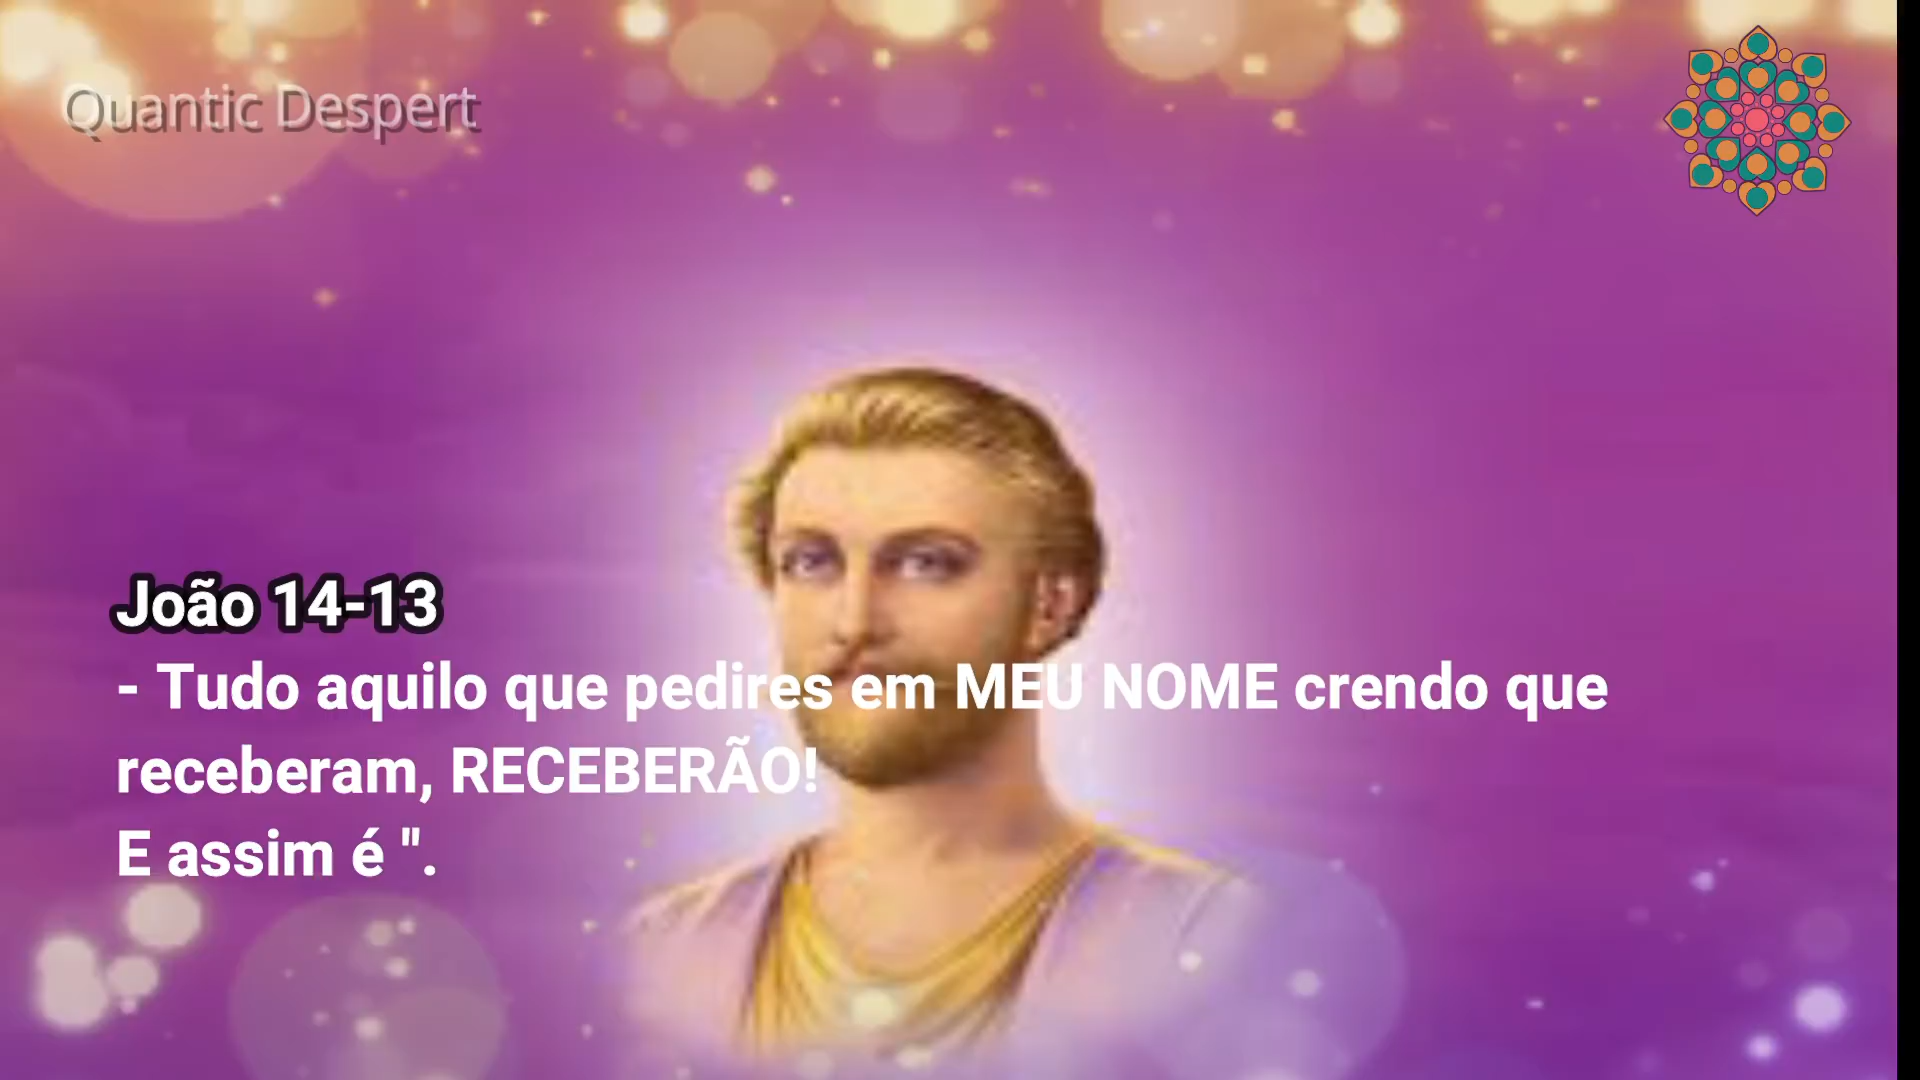 Quantic Despert
João 14-13
- Tudo aquilo que pedires em MEU NOME crendo que
receberam, RECEBERÃO!
E assim é ".